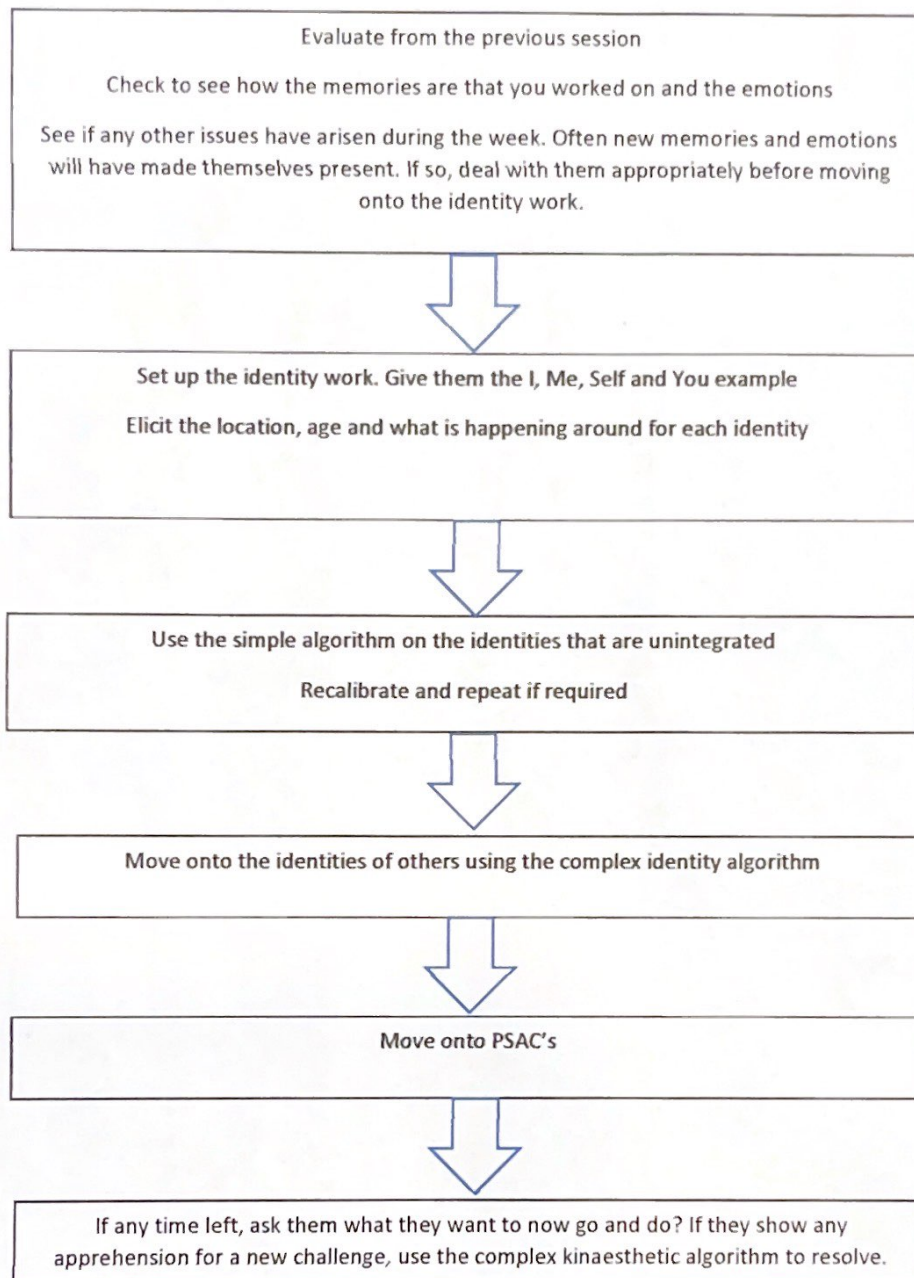 Evaluate from the previous session
Check to see how the memories are that you worked on and the emotions
See if any other issues have arisen during the week. Often new memories and emotions
will have made themselves present. If so, deal with them appropriately before moving
onto the identity work.
Set up the identity work. Give them the I, Me, Self and You example
Elicit the location, age and what is happening around for each identity
Use the simple algorithm on the identities that are unintegrated
Recalibrate and repeat if required
Move onto the identities of others using the complex identity algorithm
Move onto PSAC's
If any time left, ask them what they want to now go and do? If they show any
apprehension for a new challenge, use the complex kinaesthetic algorithm to resolve.